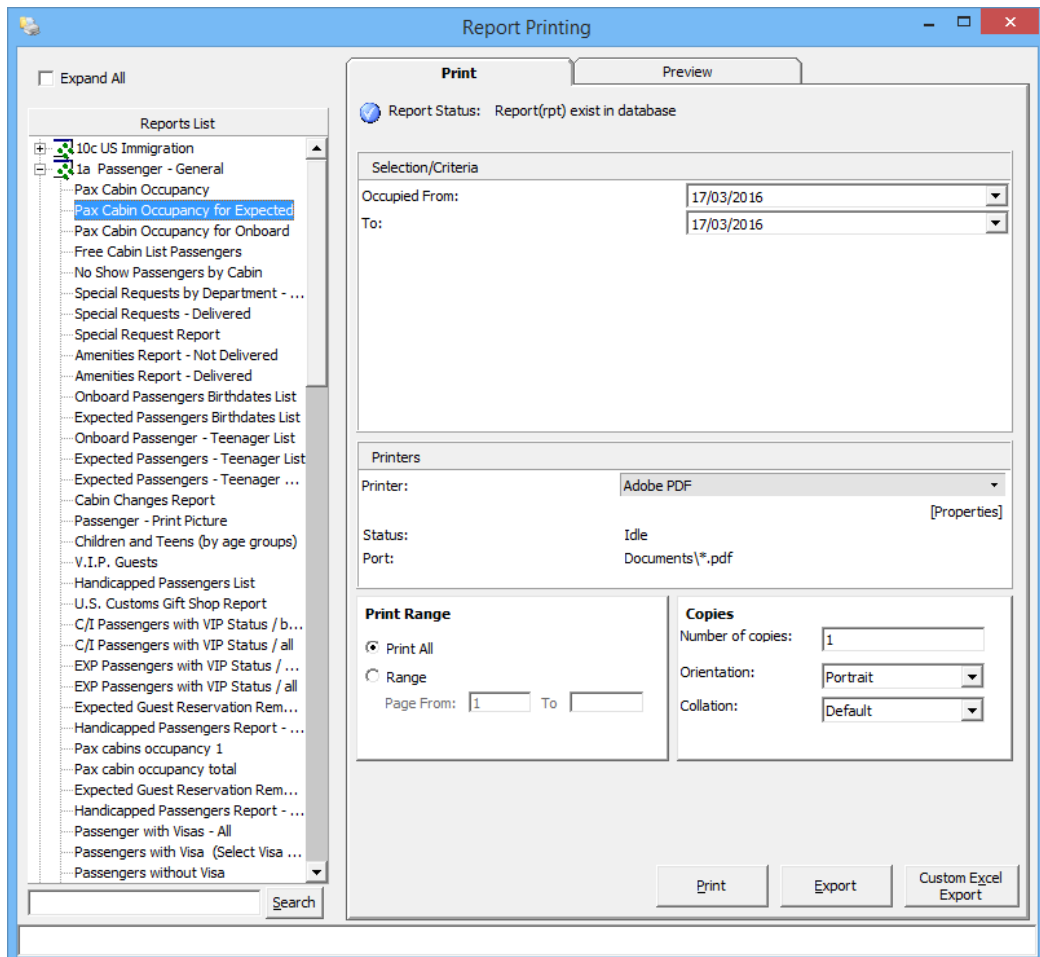 Report Printing
Expand All
Reports List
10c US Immigration
1a Passenger - General
Pax Cabin Occupancy
Pax Cabin Occupancy for Expected
Pax Cabin Occupancy for Onboard
Free Cabin List Passengers
No Show Passengers by Cabin
Special Requests by Department - ...
Special Requests - Delivered
Special Request Report
Amenities Report - Not Delivered
Amenities Report - Delivered
Onboard Passengers Birthdates List
Expected Passengers Birthdates List
Onboard Passenger - Teenager List
Expected Passengers - Teenager List
Expected Passengers - Teenager ...
Cabin Changes Report
Passenger - Print Picture
Children and Teens (by age groups)
V.I.P. Guests
Handicapped Passengers List
U.S. Customs Gift Shop Report
C/I Passengers with VIP Status / b...
C/I Passengers with VIP Status / all
EXP Passengers with VIP Status / ...
EXP Passengers with VIP Status / all
Expected Guest Reservation Rem...
Handicapped Passengers Report - ...
Pax cabins occupancy 1
Pax cabin occupancy total
Expected Guest Reservation Rem...
Handicapped Passengers Report - ...
Passenger with Visas - All
Passengers with Visa (Select Visa ...
Passengers without Visa
Search
Print Preview
Report Status: Report(rpt) exist in database
Selection/Criteria
Occupied From: 17/03/2016
To: 17/03/2016
Printers
Printer: Adobe PDF
[Properties]
Status: Idle
Port: Documents\*.pdf
Print Range
Print All
Range
Page From: 1 To
Copies
Number of copies: 1
Orientation: Portrait
Collation: Default
Print
Export
Custom Excel
Export